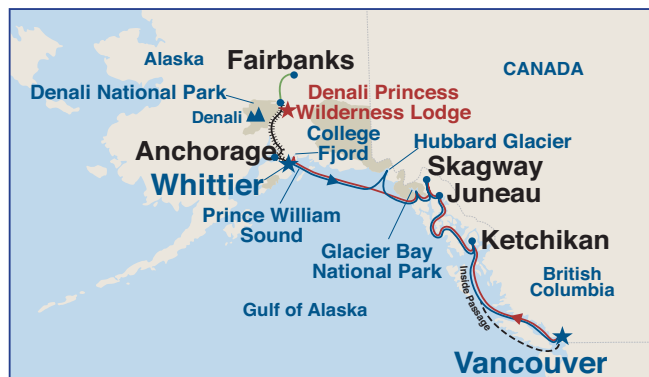 Alaska
Fairbanks
CANADA
Denali National Park
Denali Princess
Wilderness Lodge
Denali
College
Fjord
Hubbard Glacier
Anchorage
Skagway
Whittier
Juneau
Prince William
Sound
Glacier Bay
National Park
Ketchikan
Inside Passage
British
Columbia
Gulf of Alaska
Vancouver